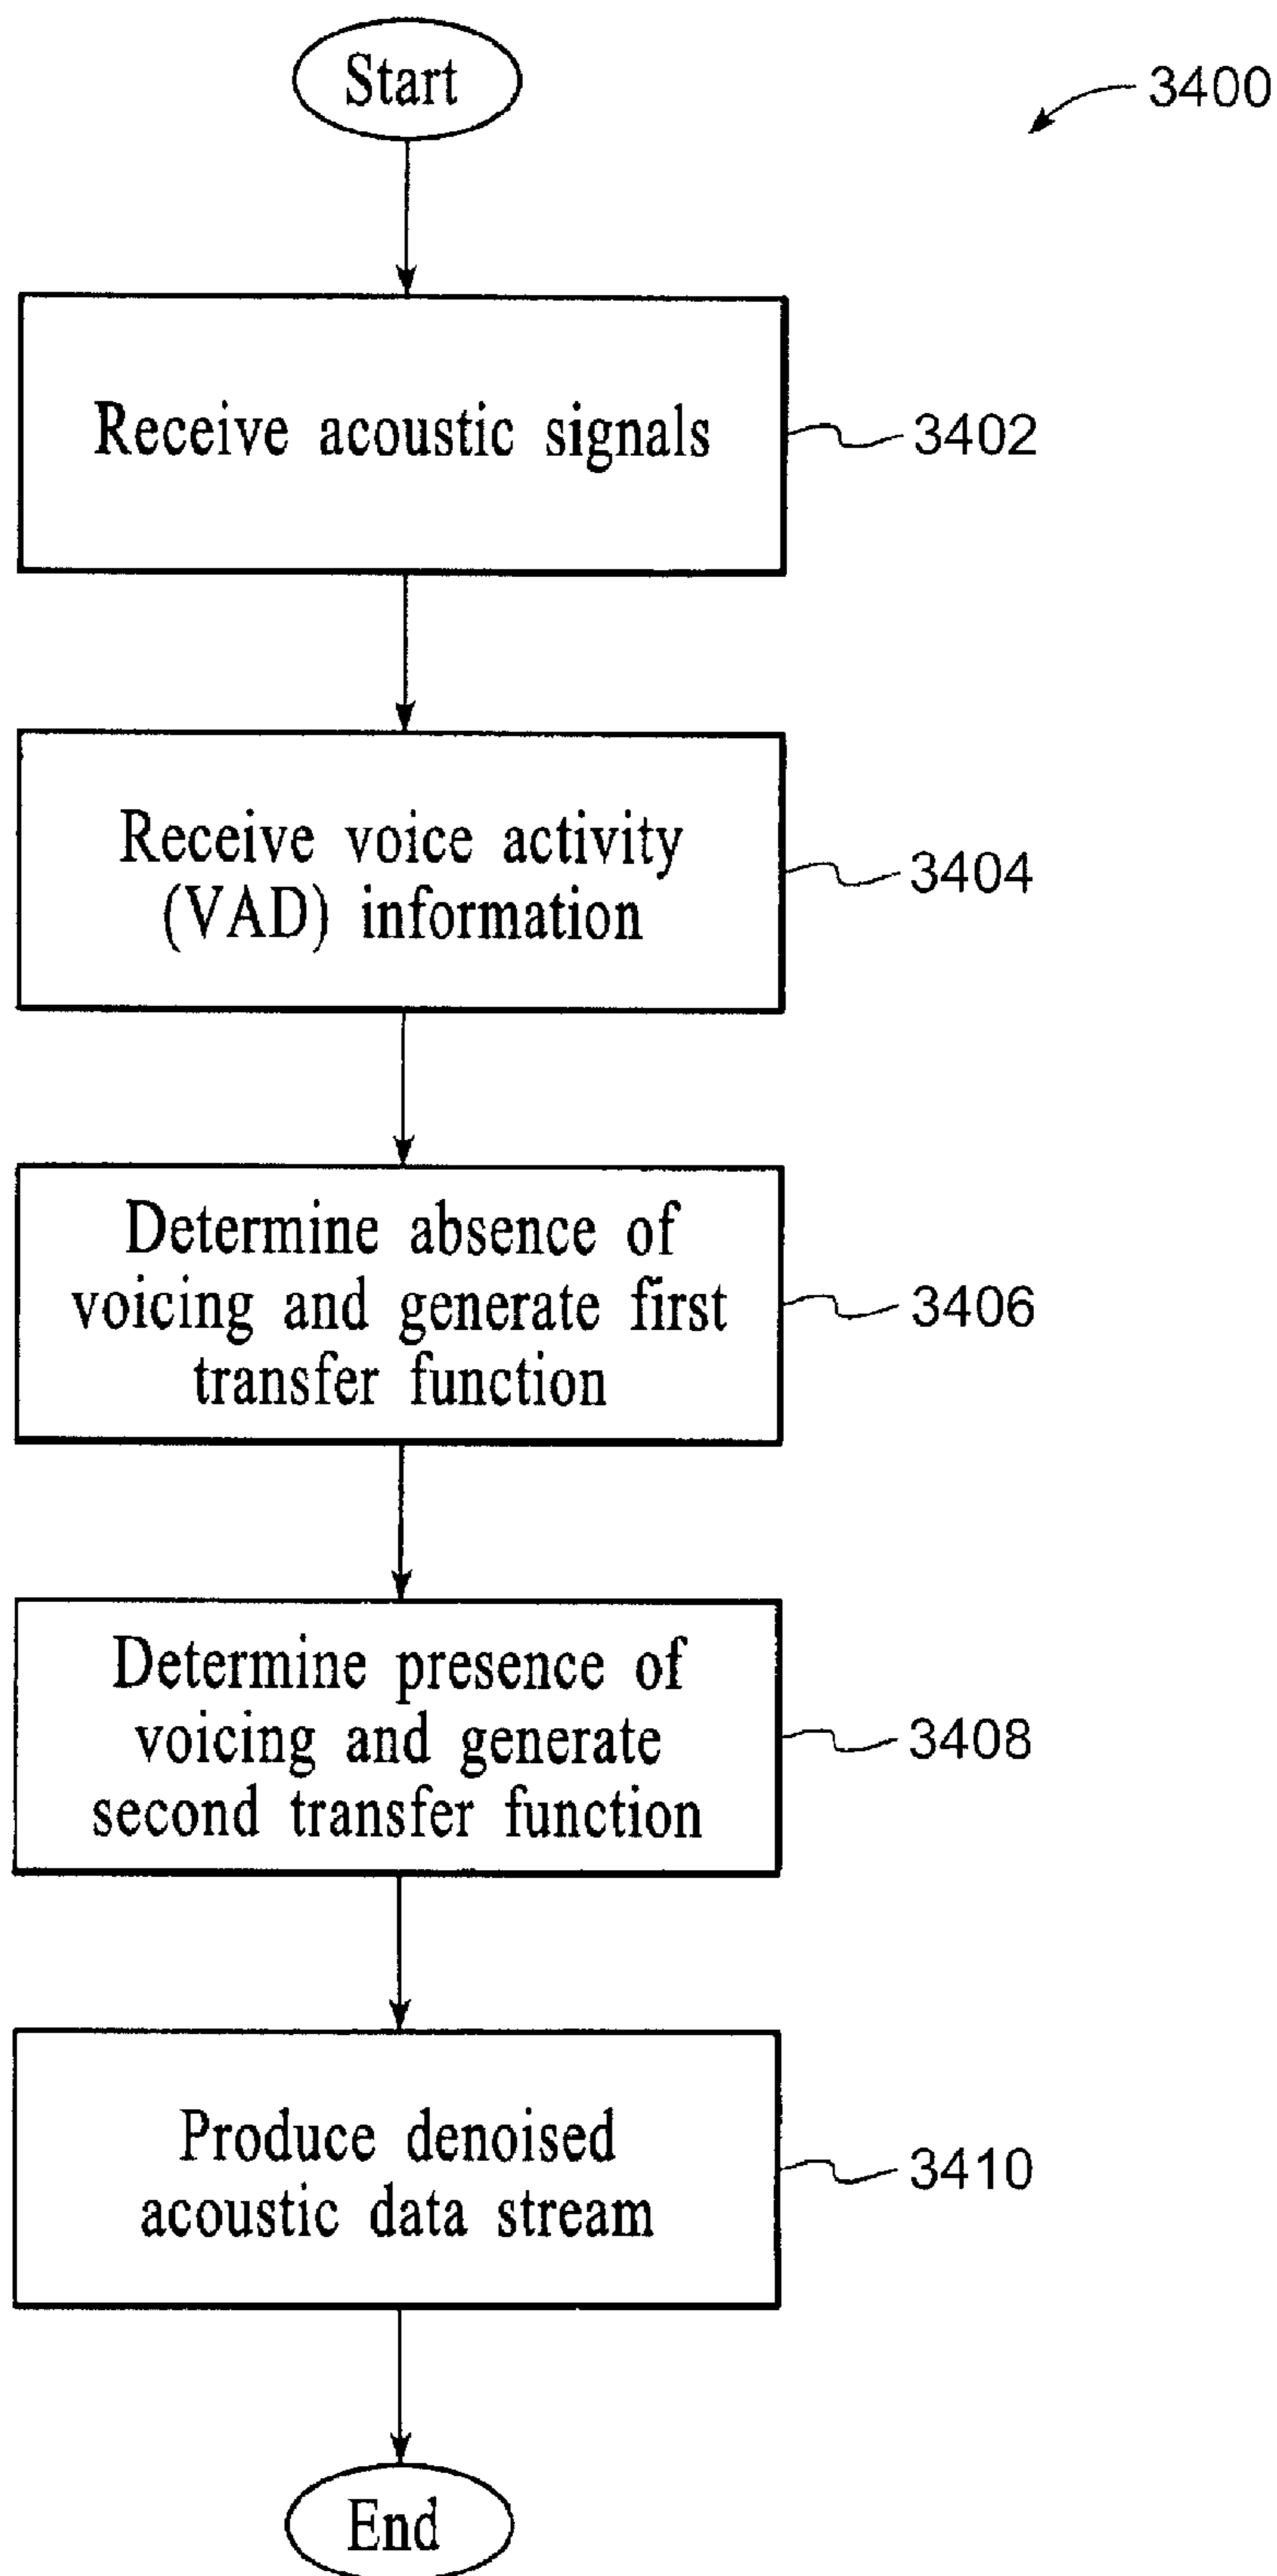 Start
3400
Receive acoustic signals
3402
Receive voice activity
(VAD) information
3404
Determine absence of
voicing and generate first
transfer function
3406
Determine presence of
voicing and generate
second transfer function
3408
Produce denoised
acoustic data stream
3410
End